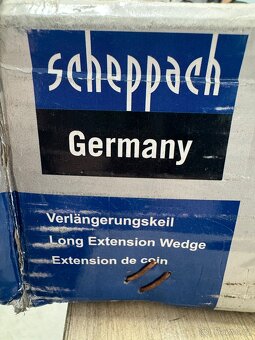 scheppach
Germany
Verlängerungskeil
Long Extension Wedge
Extension de coin